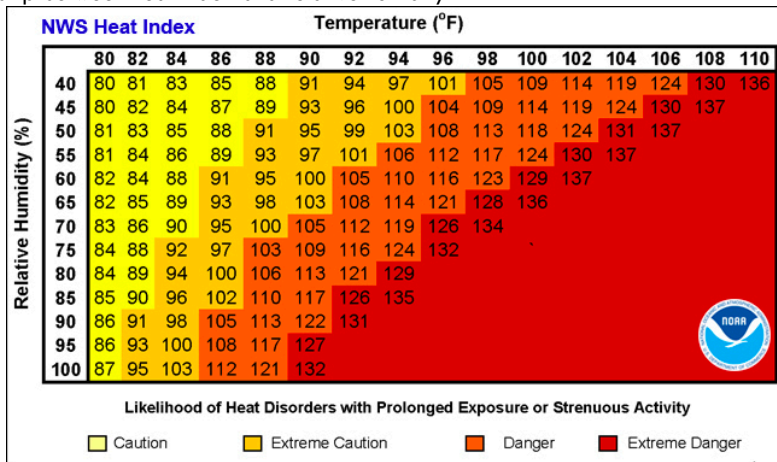 NWS Heat Index
Temperature (°F)
80 82 84 86 88 90 92 94 96 98 100 102 104 106 108 110
Relative Humidity (%)
40 80 81 83 85 88 91 94 97 101 105 109 114 119 124 130 136
45 80 82 84 87 89 93 96 100 104 109 114 119 124 130 137
50 81 83 85 88 91 95 99 103 108 113 118 124 131 137
55 81 84 86 89 93 97 101 106 112 117 124 130 137
60 82 84 88 91 95 100 105 110 116 123 129 137
65 82 85 89 93 98 103 108 114 121 128 136
70 83 86 90 95 100 105 112 119 126 134
75 84 88 92 97 103 109 116 124 132
80 84 89 94 100 106 113 121 129
85 85 90 96 102 110 117 126 135
90 86 91 98 105 113 122 131
95 86 93 100 108 117 127
100 87 95 103 112 121 132
NOAA
Likelihood of Heat Disorders with Prolonged Exposure or Strenuous Activity
Caution Extreme Caution Danger Extreme Danger